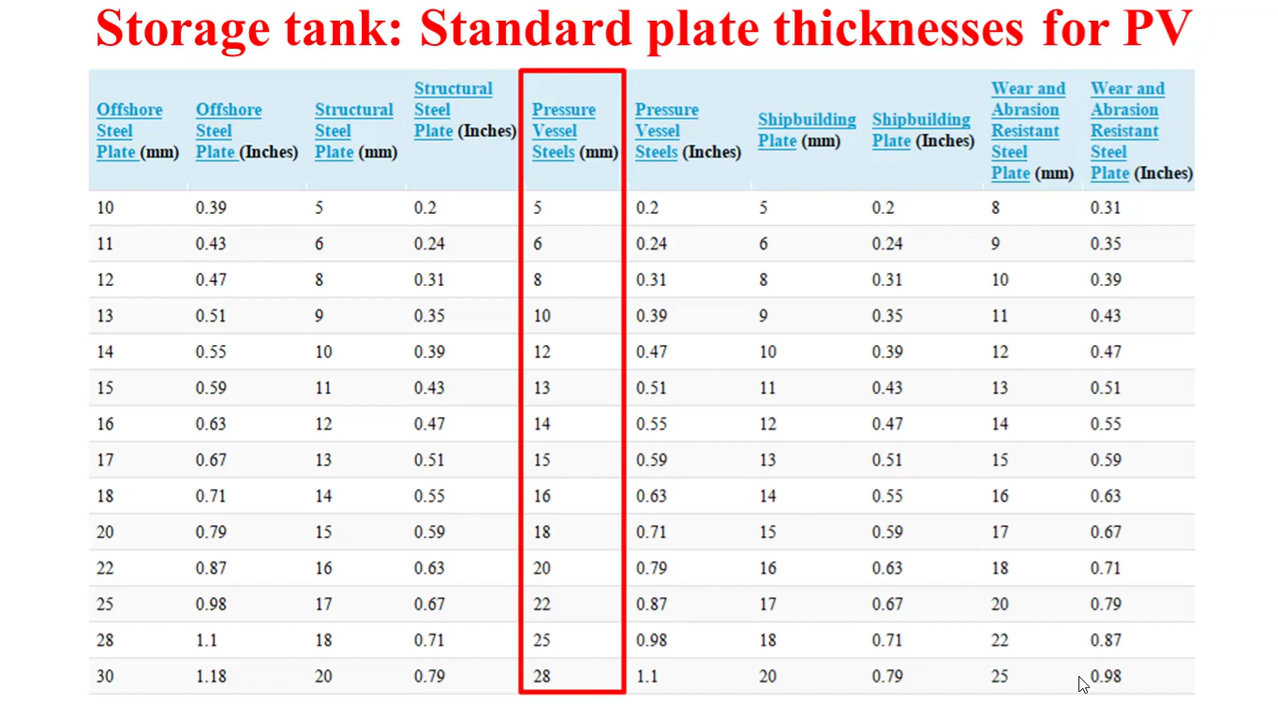 Storage tank: Standard plate thicknesses for PV
Offshore Steel Plate (mm) Offshore Steel Plate (Inches) Structural Steel Plate (mm) Structural Steel Plate (Inches) Pressure Vessel Steels (mm) Pressure Vessel Steels (Inches) Shipbuilding Plate (mm) Shipbuilding Plate (Inches) Wear and Abrasion Resistant Steel Plate (mm) Wear and Abrasion Resistant Steel Plate (Inches)
10 0.39 5 0.2 5 0.2 5 0.2 8 0.31
11 0.43 6 0.24 6 0.24 6 0.24 9 0.35
12 0.47 8 0.31 8 0.31 8 0.31 10 0.39
13 0.51 9 0.35 10 0.39 9 0.35 11 0.43
14 0.55 10 0.39 12 0.47 10 0.39 12 0.47
15 0.59 11 0.43 13 0.51 11 0.43 13 0.51
16 0.63 12 0.47 14 0.55 12 0.47 14 0.55
17 0.67 13 0.51 15 0.59 13 0.51 15 0.59
18 0.71 14 0.55 16 0.63 14 0.55 16 0.63
20 0.79 15 0.59 18 0.71 15 0.59 17 0.67
22 0.87 16 0.63 20 0.79 16 0.63 18 0.71
25 0.98 17 0.67 22 0.87 17 0.67 20 0.79
28 1.1 18 0.71 25 0.98 18 0.71 22 0.87
30 1.18 20 0.79 28 1.1 20 0.79 25 0.98